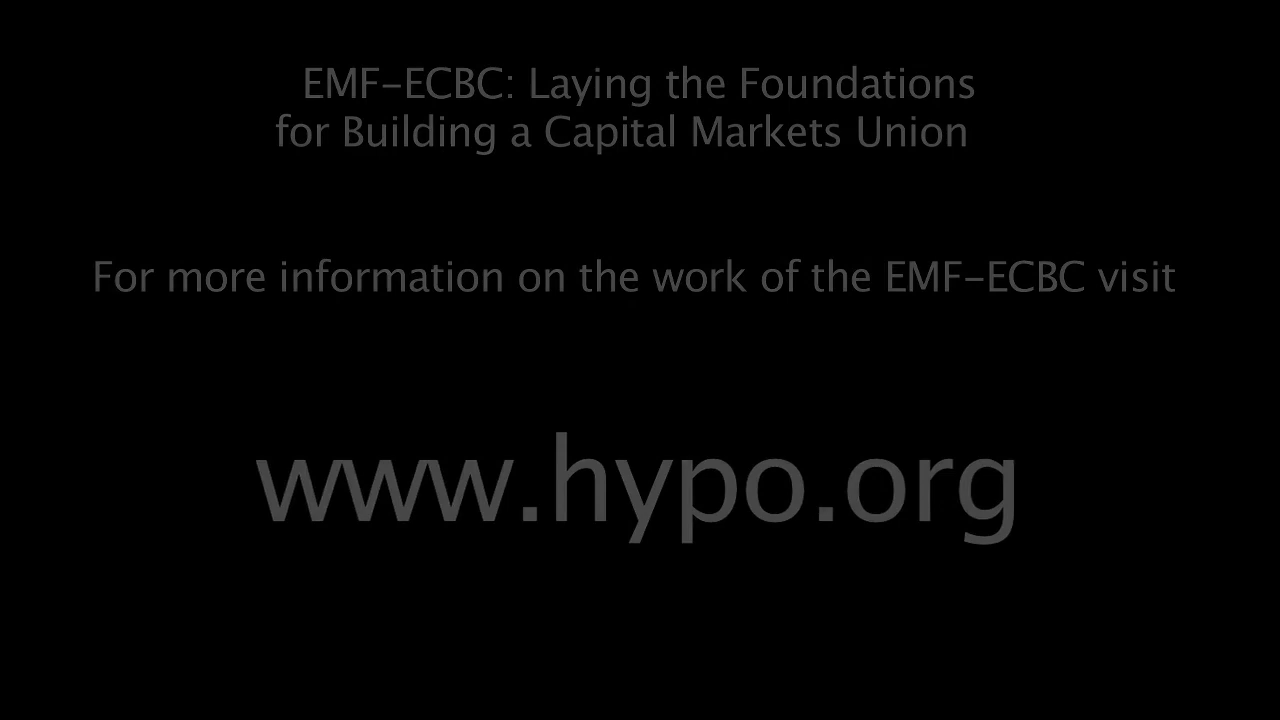 EMF-ECBC: Laying the Foundations
for Building a Capital Markets Union
For more information on the work of the EMF-ECBC visit
www.hypo.org